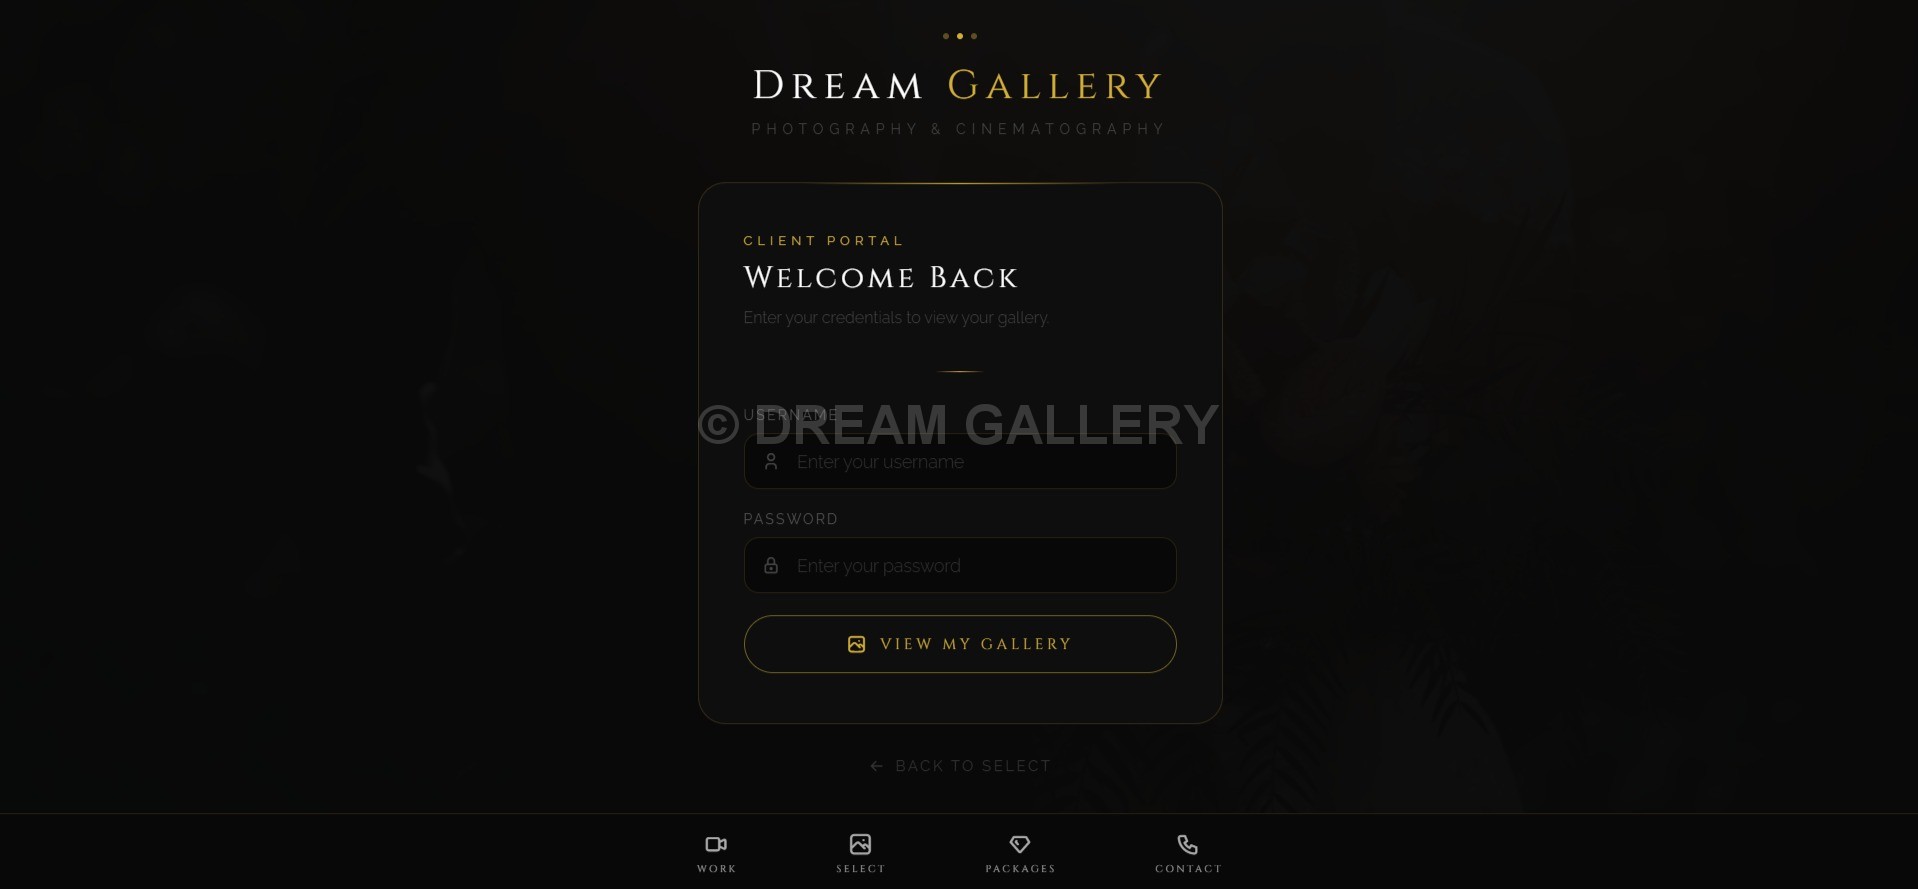 DREAM GALLERY
PHOTOGRAPHY & CINEMATOGRAPHY
CLIENT PORTAL
WELCOME BACK
Enter your credentials to view your gallery.
USERNAME
© DREAM GALLERY
Enter your username
PASSWORD
Enter your password
VIEW MY GALLERY
← BACK TO SELECT
WORK SELECT PACKAGES CONTACT